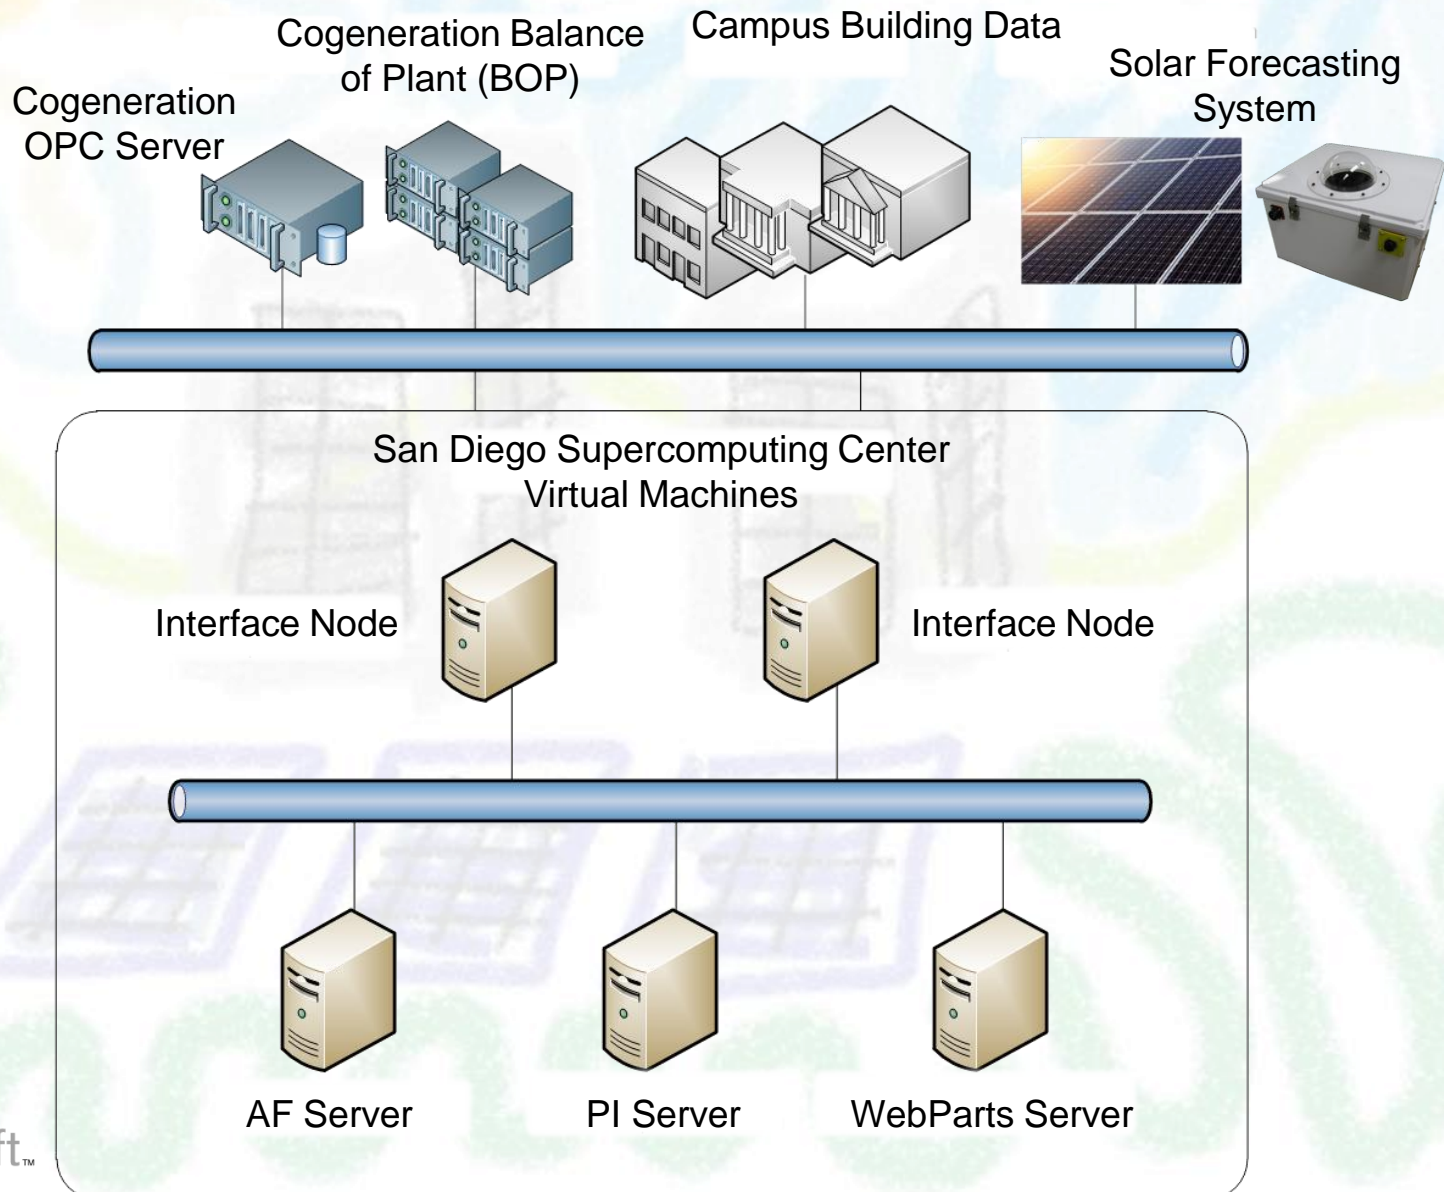 Cogeneration Balance
of Plant (BOP)
Campus Building Data
Solar Forecasting
System
Cogeneration
OPC Server
San Diego Supercomputing Center
Virtual Machines
Interface Node
Interface Node
AF Server
PI Server
WebParts Server
ft™